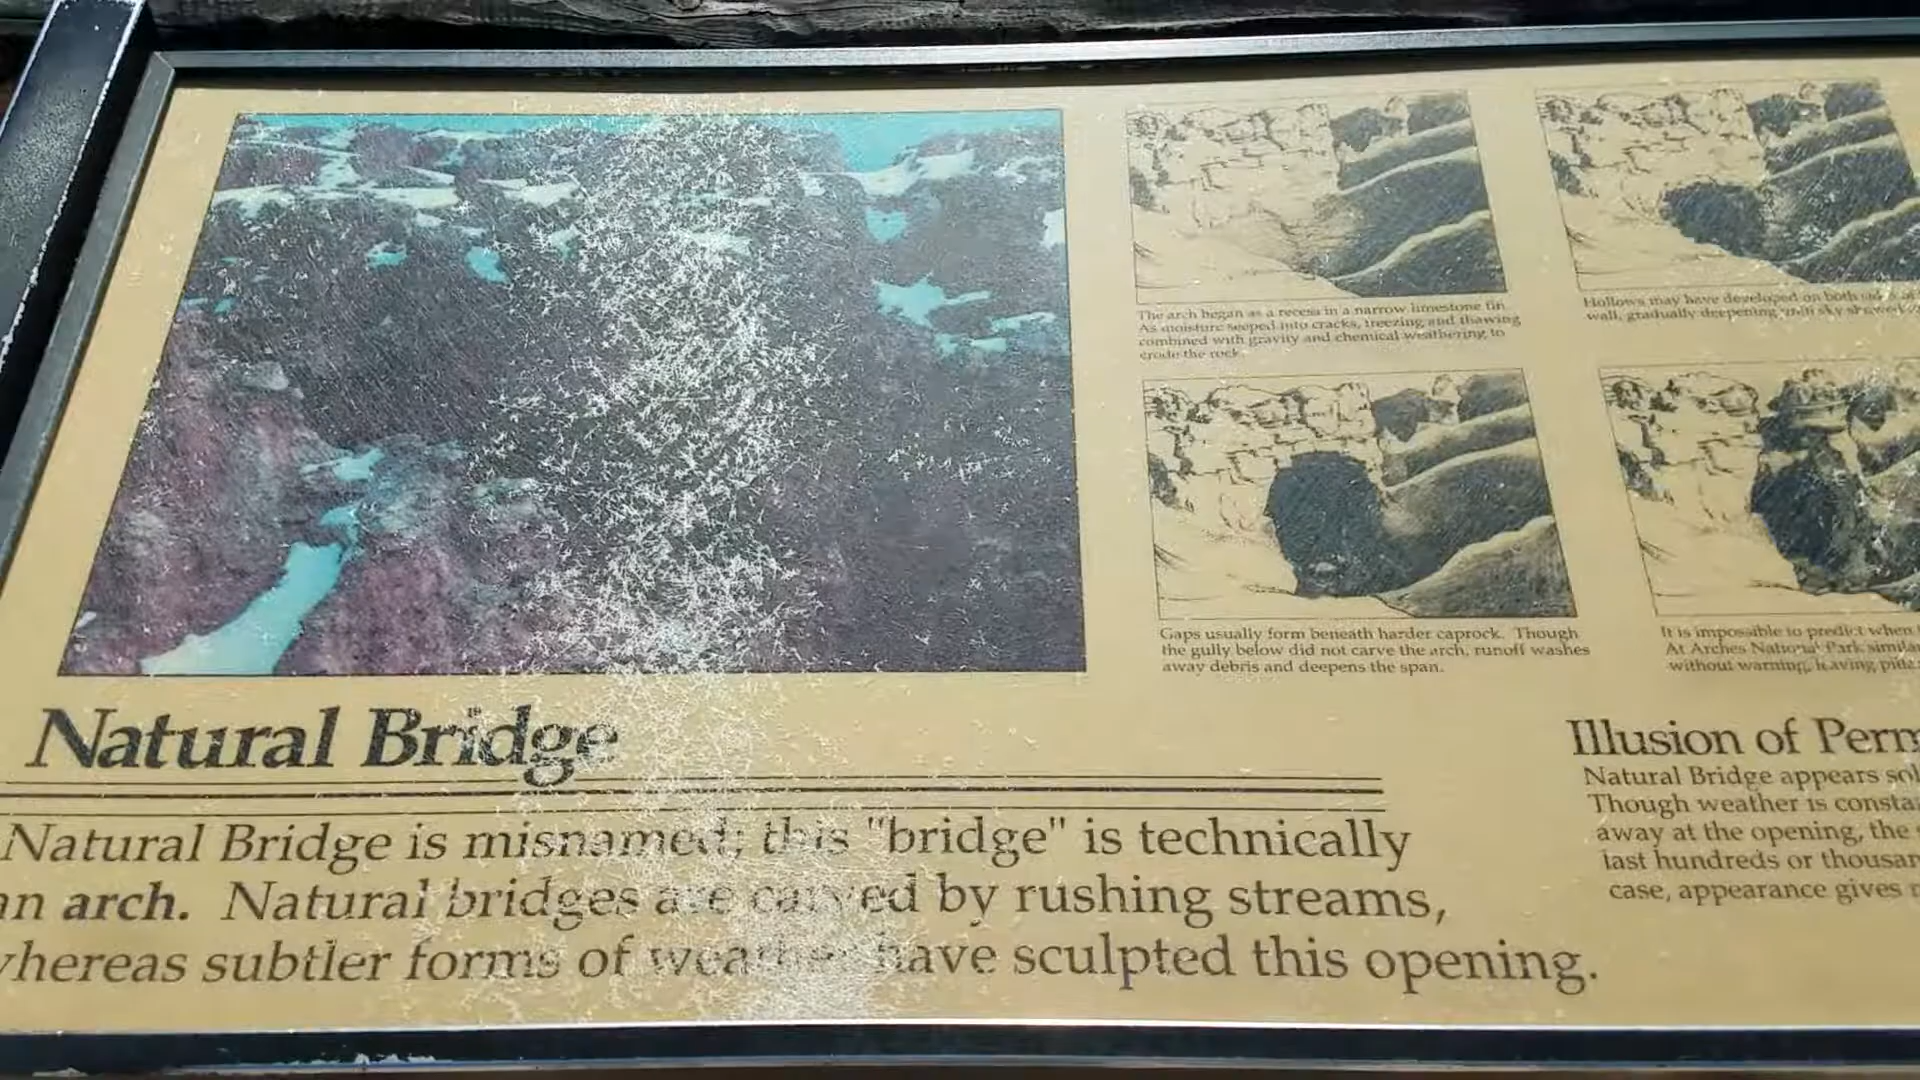 The arch began as a recess in a narrow limestone fin.
As moisture seeped into cracks, freezing and thawing
combined with gravity and chemical weathering to
erode the rock.
Hollows may have developed on both
wall, gradually deepening until sky showed
Gaps usually form beneath harder caprock. Though
the gully below did not carve the arch, runoff washes
away debris and deepens the span.
It is impossible to predict when
At Arches National Park, similar
without warning, leaving
Natural Bridge
Natural Bridge is misnamed; this "bridge" is technically
an arch. Natural bridges are carved by rushing streams,
whereas subtler forms of weather have sculpted this opening.
Illusion of
Natural Bridge appears
Though weather is
away at the opening, the
last hundreds or
case, appearance gives